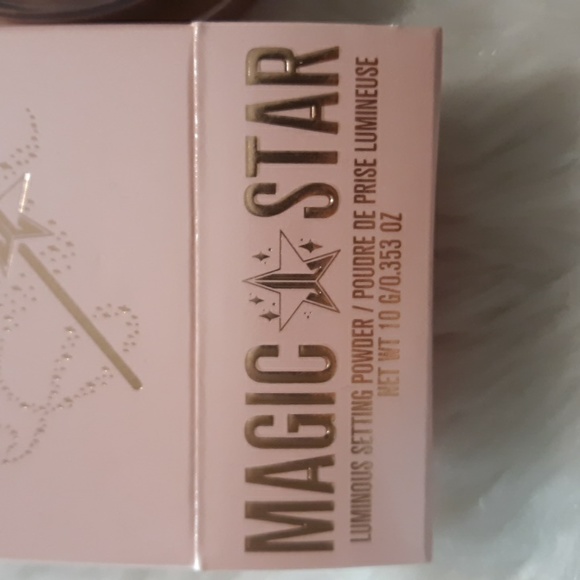 MAGIC STAR
LUMINOUS SETTING POWDER / POUDRE DE PRISE LUMINEUSE
NET WT 10 G/0.353 OZ